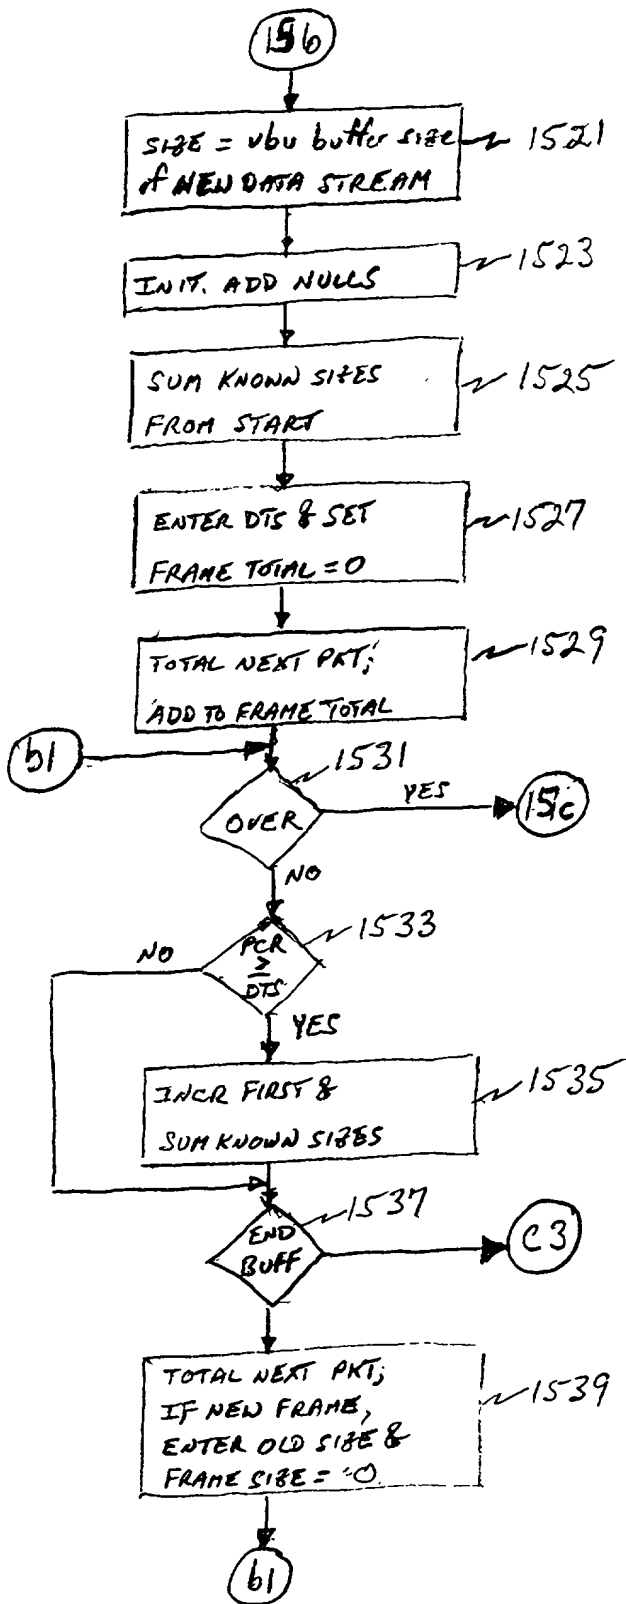 15b
SIZE = vbv buffer size
if NEW DATA STREAM
1521
INIT. ADD NULLS
1523
SUM KNOWN SIZES
FROM START
1525
ENTER DTS & SET
FRAME TOTAL = 0
1527
TOTAL NEXT PKT;
ADD TO FRAME TOTAL
1529
b1
1531
OVER
YES
15c
NO
1533
PCR
≥
DTS
NO
YES
INCR FIRST &
SUM KNOWN SIZES
1535
1537
END
BUFF
C3
TOTAL NEXT PKT;
IF NEW FRAME,
ENTER OLD SIZE &
FRAME SIZE = 0.
1539
b1